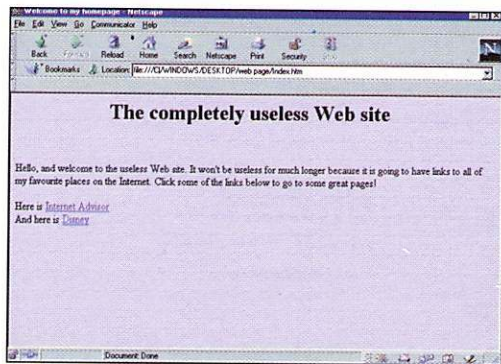 Welcome to my homepage - Netscape
File Edit View Go Communicator Help
Back Forward Reload Home Search Netscape Print Security Stop
Bookmarks Location: file:///C|/WINDOWS/DESKTOP/web page/Index.htm
N
The completely useless Web site
Hello, and welcome to the useless Web site. It won't be useless for much longer because it is going to have links to all of
my favourite places on the Internet. Click some of the links below to go to some great pages!
Here is Internet Advisor
And here is Disney
Document: Done